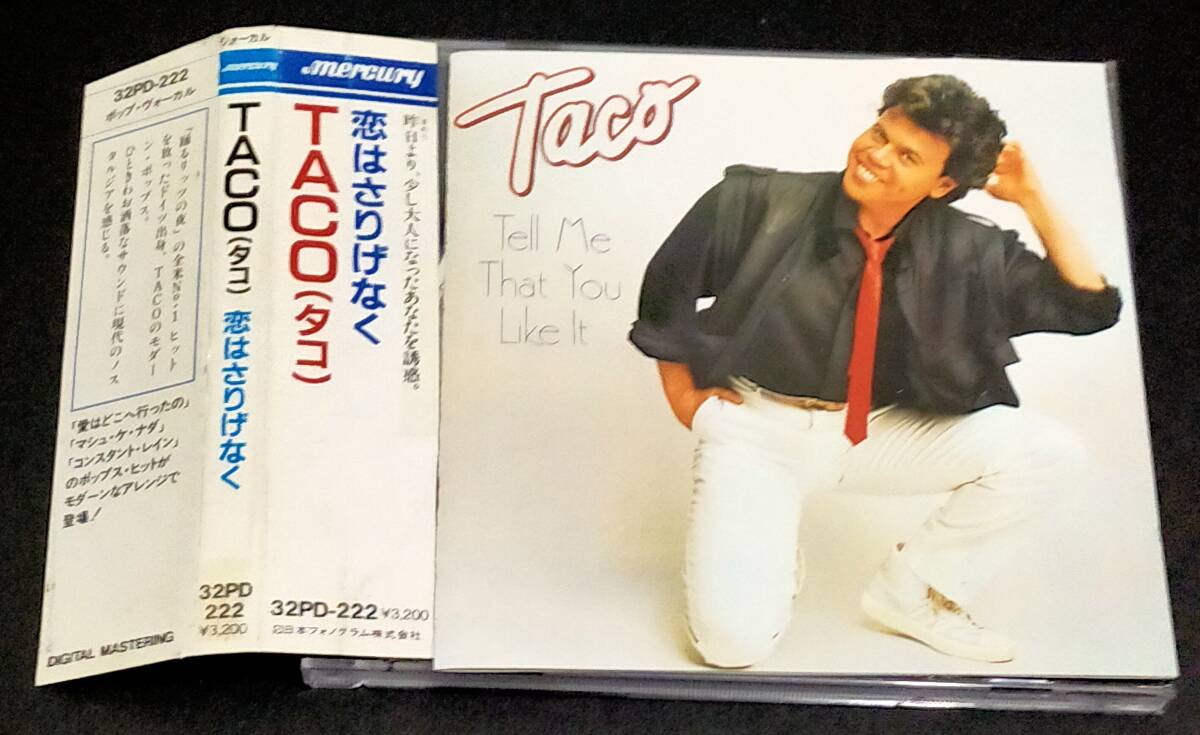 ヴォーカル
32PD-222
ポップ・ヴォーカル
「踊るリッツの夜」の全米No.1 ヒット
を放ったドイツ出身、TACOのモダー
ン・ポップス。
ひときわお洒落なサウンドに現代のノス
タルジアを感じる。
「愛はどこへ行ったの」
「マシュ・ケ・ナダ」
「コンスタント・レイン」
のポップス・ヒットが
モダーンなアレンジで
登場!
DIGITAL MASTERING
mercury
TACO(タコ) 恋はさりげなく
32PD
222
¥3,200
mercury
昨日より、少し大人になったあなたを誘惑。
恋はさりげなく
TACO(タコ)
32PD-222 ¥3,200
日本フォノグラム株式会社
Taco
Tell Me
That You
Like It